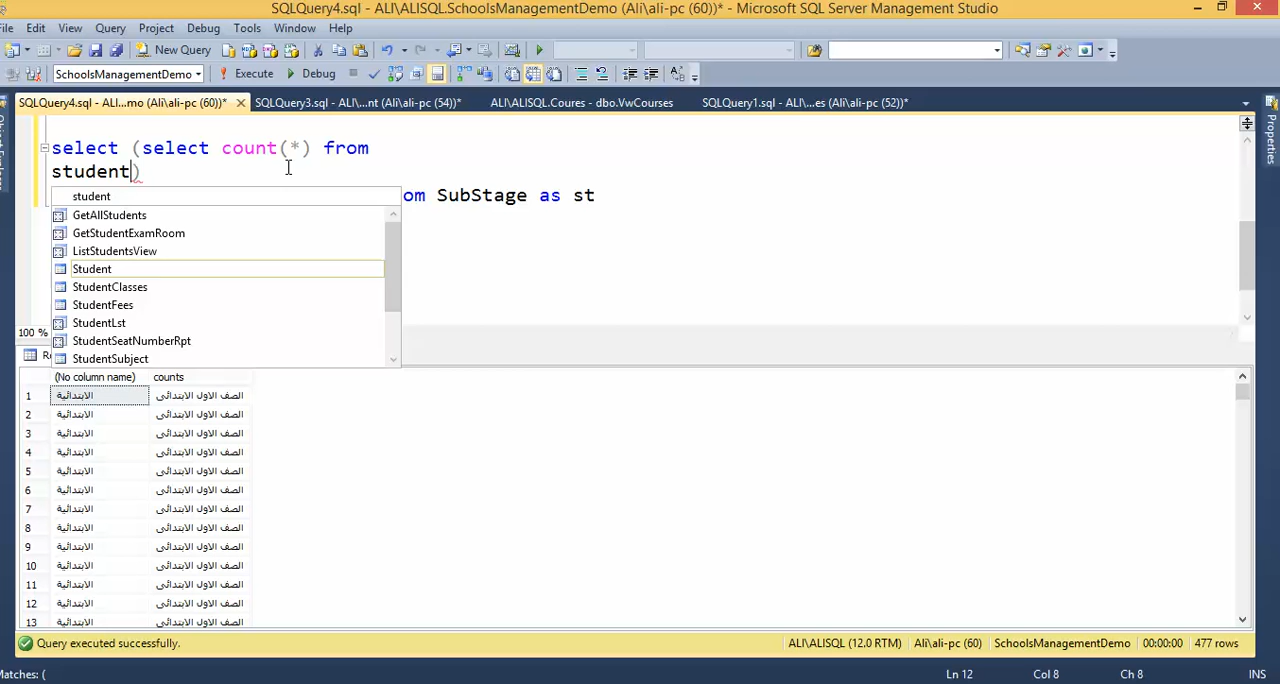 SQLQuery4.sql - ALI\ALISQL.SchoolsManagementDemo (Ali\ali-pc (60))* - Microsoft SQL Server Management Studio
File Edit View Query Project Debug Tools Window Help
New Query
SchoolsManagementDemo Execute Debug
SQLQuery4.sql - ALI...mo (Ali\ali-pc (60))* SQLQuery3.sql - ALI\...nt (Ali\ali-pc (54))* ALI\ALISQL.Coures - dbo.VwCourses SQLQuery1.sql - ALI\...es (Ali\ali-pc (52))*
Properties
Object Explorer
select (select count(*) from
student)
om SubStage as st
student
GetAllStudents
GetStudentExamRoom
ListStudentsView
Student
StudentClasses
StudentFees
StudentLst
StudentSeatNumberRpt
StudentSubject
100 %
(No column name) counts
1 الابتدائية الصف الاول الابتدائى
2 الابتدائية الصف الاول الابتدائى
3 الابتدائية الصف الاول الابتدائى
4 الابتدائية الصف الاول الابتدائى
5 الابتدائية الصف الاول الابتدائى
6 الابتدائية الصف الاول الابتدائى
7 الابتدائية الصف الاول الابتدائى
8 الابتدائية الصف الاول الابتدائى
9 الابتدائية الصف الاول الابتدائى
10 الابتدائية الصف الاول الابتدائى
11 الابتدائية الصف الاول الابتدائى
12 الابتدائية الصف الاول الابتدائى
13 الابتدائية الصف الاول الابتدائى
Query executed successfully. ALI\ALISQL (12.0 RTM) Ali\ali-pc (60) SchoolsManagementDemo 00:00:00 477 rows
Matches: ( Ln 12 Col 8 Ch 8 INS